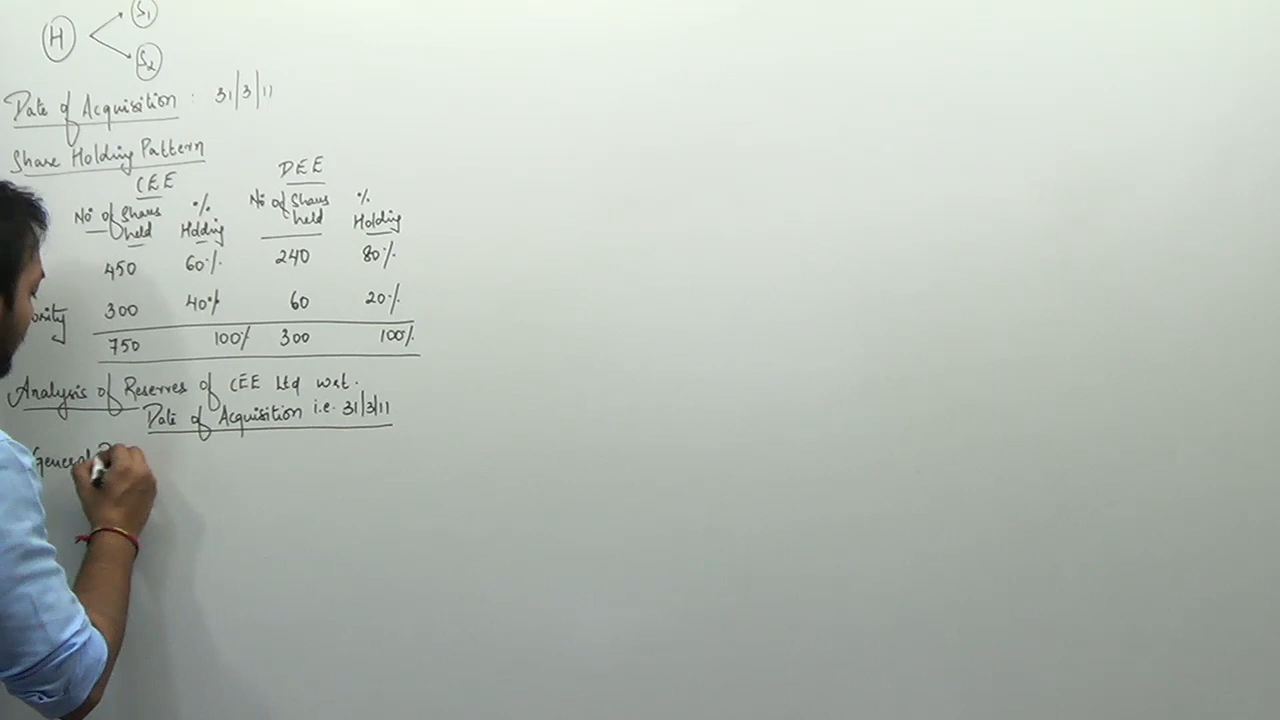 H
S1
S2
Date of Acquisition : 31/3/11
Share Holding Pattern
CEE DEE
No of Shares held % Holding No of Shares held % Holding
450 60% 240 80%
300 40% 60 20%
750 100% 300 100%
Analysis of Reserves of CEE Ltd w.r.t.
Date of Acquisition i.e. 31/3/11
General